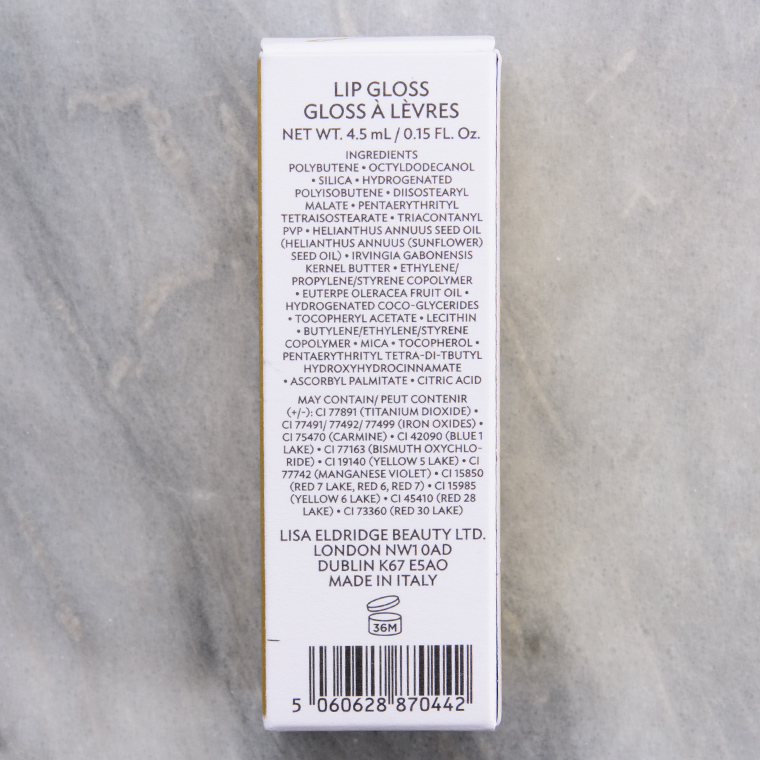 LIP GLOSS
GLOSS À LÈVRES
NET WT. 4.5 mL / 0.15 FL. Oz.
INGREDIENTS
POLYBUTENE • OCTYLDODECANOL
• SILICA • HYDROGENATED
POLYISOBUTENE • DIISOSTEARYL
MALATE • PENTAERYTHRITYL
TETRAISOSTEARATE • TRIACONTANYL
PVP • HELIANTHUS ANNUUS SEED OIL
(HELIANTHUS ANNUUS (SUNFLOWER)
SEED OIL) • IRVINGIA GABONENSIS
KERNEL BUTTER • ETHYLENE/
PROPYLENE/STYRENE COPOLYMER
• EUTERPE OLERACEA FRUIT OIL •
HYDROGENATED COCO-GLYCERIDES
• TOCOPHERYL ACETATE • LECITHIN
• BUTYLENE/ETHYLENE/STYRENE
COPOLYMER • MICA • TOCOPHEROL •
PENTAERYTHRITYL TETRA-DI-TBUTYL
HYDROXYHYDROCINNAMATE
• ASCORBYL PALMITATE • CITRIC ACID
MAY CONTAIN/ PEUT CONTENIR
(+/-): CI 77891 (TITANIUM DIOXIDE) •
CI 77491/ 77492/ 77499 (IRON OXIDES) •
CI 75470 (CARMINE) • CI 42090 (BLUE 1
LAKE) • CI 77163 (BISMUTH OXYCHLO-
RIDE) • CI 19140 (YELLOW 5 LAKE) • CI
77742 (MANGANESE VIOLET) • CI 15850
(RED 7 LAKE, RED 6, RED 7) • CI 15985
(YELLOW 6 LAKE) • CI 45410 (RED 28
LAKE) • CI 73360 (RED 30 LAKE)
LISA ELDRIDGE BEAUTY LTD.
LONDON NW1 0AD
DUBLIN K67 E5AO
MADE IN ITALY
36M
5 060628 870442